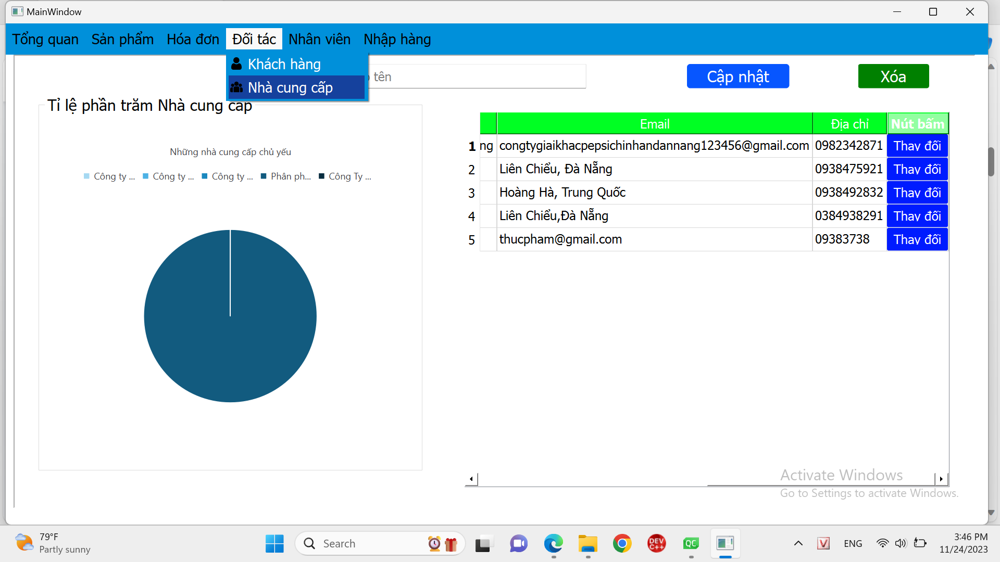 MainWindow
Tổng quan Sản phẩm Hóa đơn Đối tác Nhân viên Nhập hàng
Khách hàng
Nhà cung cấp
tên
Cập nhật
Xóa
Tỉ lệ phần trăm Nhà cung cấp
Những nhà cung cấp chủ yếu
Công ty ... Công ty ... Công ty ... Phân ph... Công Ty ...
Email Địa chỉ Nút bấm
1 ng congtygiaikhacpepsichinhandannang123456@gmail.com 0982342871 Thay đổi
2 Liên Chiểu, Đà Nẵng 0938475921 Thay đổi
3 Hoàng Hà, Trung Quốc 0938492832 Thay đổi
4 Liên Chiểu,Đà Nẵng 0384938291 Thay đổi
5 thucpham@gmail.com 09383738 Thay đổi
Activate Windows
Go to Settings to activate Windows.
79°F
Partly sunny
Search
DEV
C++
QC
V
ENG
3:46 PM
11/24/2023